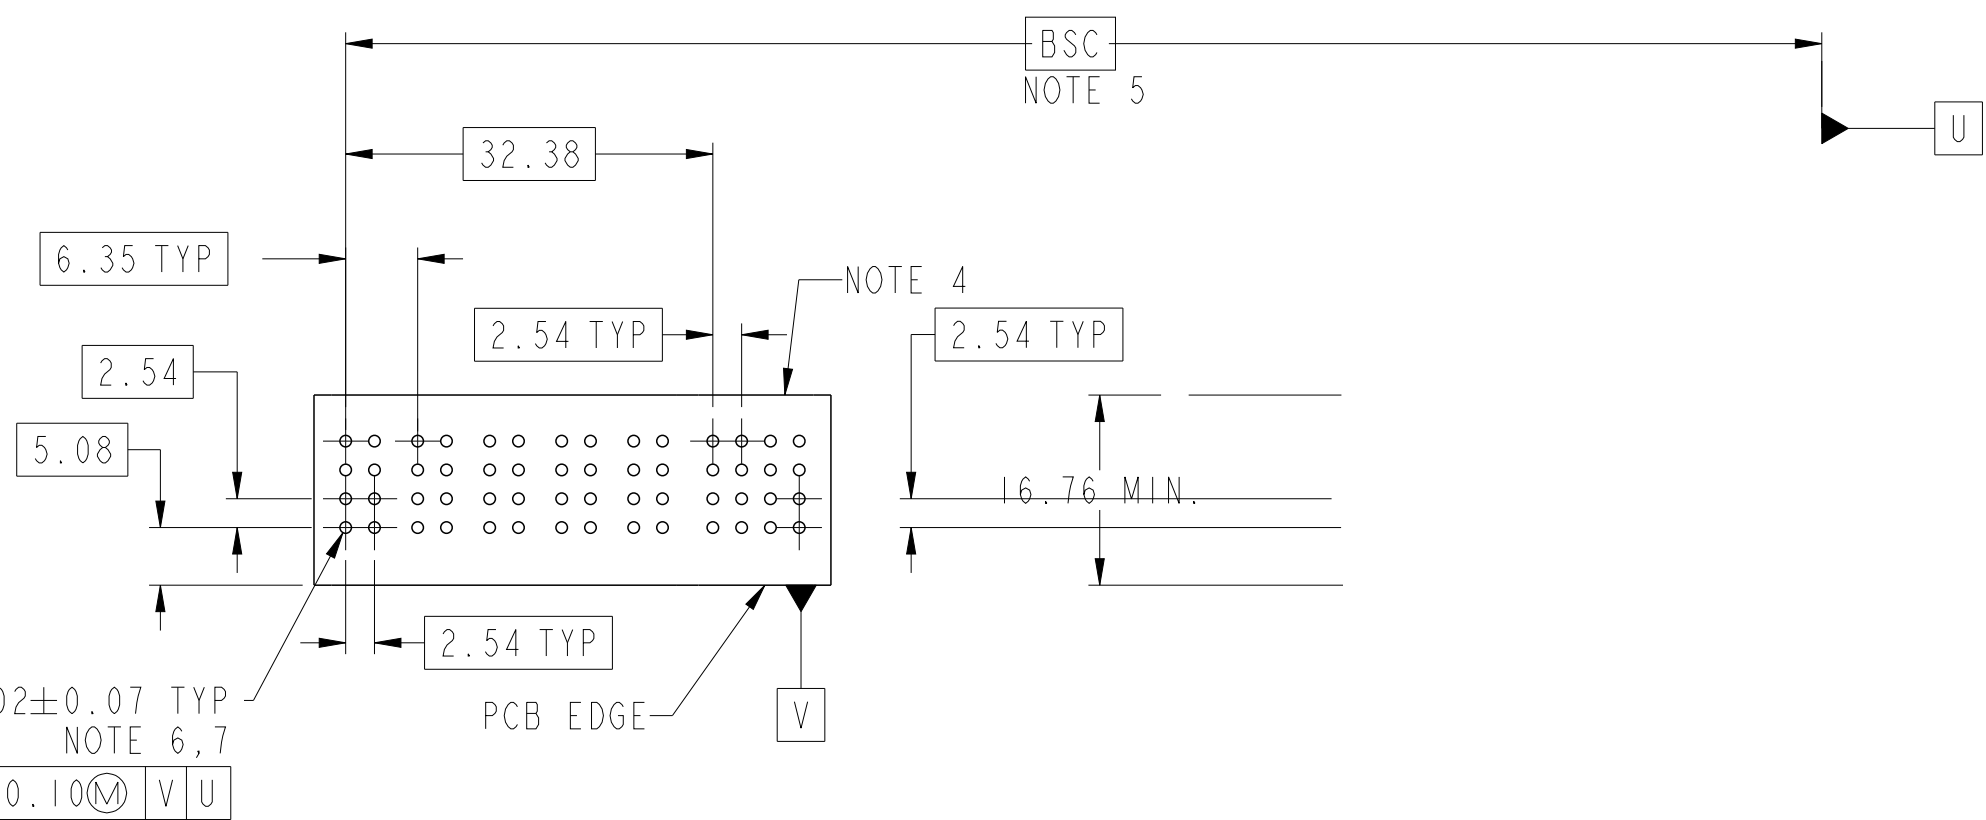 BSC
NOTE 5
U
32.38
6.35 TYP
NOTE 4
2.54 TYP
2.54 TYP
2.54
5.08
16.76 MIN.
2.54 TYP
02±0.07 TYP
NOTE 6,7
PCB EDGE
V
0.10Ⓜ V U